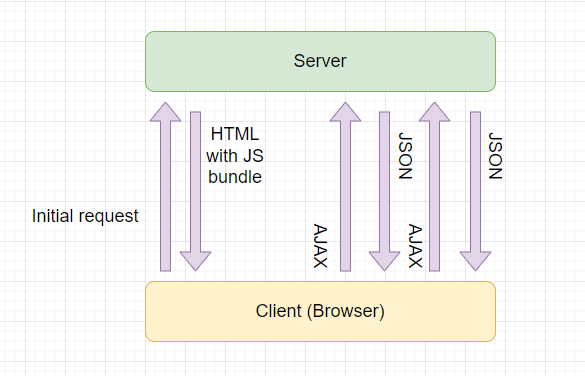 Server
HTML
with JS
bundle
Initial request
AJAX
JSON
AJAX
JSON
Client (Browser)